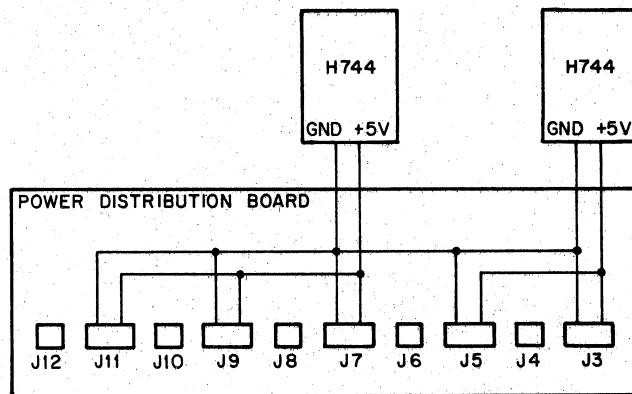 H744 H744
GND +5V GND +5V
POWER DISTRIBUTION BOARD
J12 J11 J10 J9 J8 J7 J6 J5 J4 J3